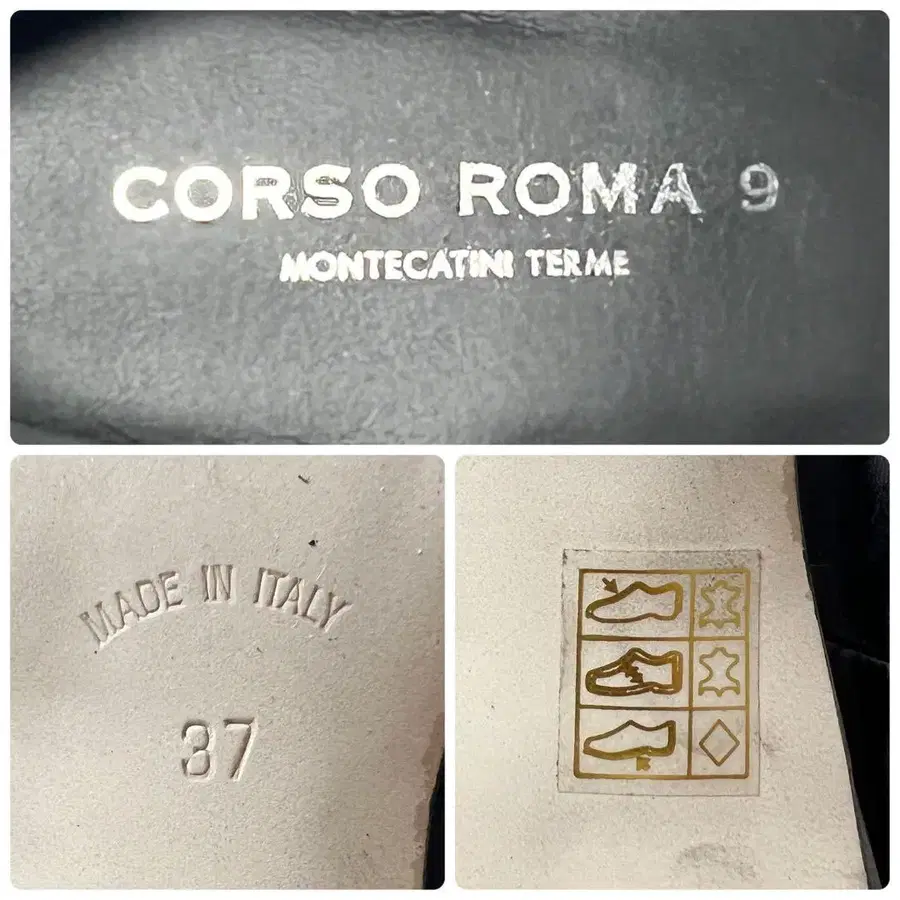 CORSO ROMA 9
MONTECATINI TERME
MADE IN ITALY
37